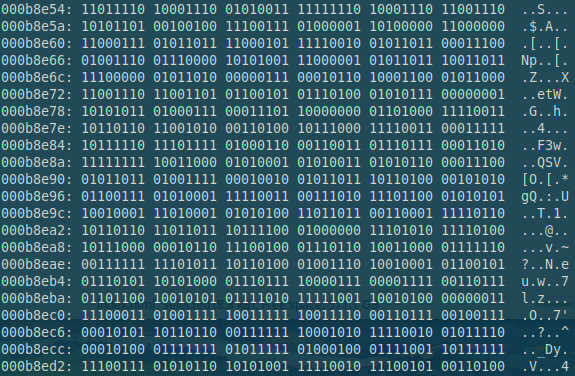 000b8e54: 11011110 10001110 01010011 11111110 10001110 11001110 ..S...
000b8e5a: 10101101 00100100 11100111 01000001 10100000 11000000 .$.A..
000b8e60: 11000111 01011011 11000101 11110010 01011011 00011100 .[..[.
000b8e66: 01001110 01110000 10101001 11000001 01011011 10011011 Np..[.
000b8e6c: 11100000 01011010 00000111 00010110 10001100 01011000 .Z...X
000b8e72: 11001110 11001101 01100101 01110100 01010111 00000001 ..etW.
000b8e78: 10101011 01000111 00011101 10000000 01101000 11110011 .G..h.
000b8e7e: 10110110 11001010 00110100 10111000 11110011 00011111 ..4...
000b8e84: 10111110 11101111 01000110 00110011 01110111 00011010 ..F3w.
000b8e8a: 11111111 10011000 01010001 01010011 01010110 00011100 ..QSV.
000b8e90: 01011011 01001111 00010010 01011011 10110100 00101010 [O.[.*
000b8e96: 01100111 01010001 11110011 00111010 11101100 01010101 gQ.:.U
000b8e9c: 10010001 11010001 01010100 11011011 00110001 11110110 ..T.1.
000b8ea2: 10110110 11011011 10111100 01000000 11101010 11110100 ...@..
000b8ea8: 10111000 00010110 11100100 01110110 10011000 01111110 ...v.~
000b8eae: 00111111 11101011 10110100 01001110 10010001 01100101 ?..N.e
000b8eb4: 01110101 10101000 01110111 10000111 00001111 00110111 u.w..7
000b8eba: 01101100 01111010 10010100 00000011 l.z...
000b8ec0: 11100011 01001111 10011111 10011110 00110111 00100111 .O..7'
000b8ec6: 00010101 10110110 00111111 10001010 11110010 01011110 ..?..^
000b8ecc: 00010100 01111111 01011111 01000100 01111001 10111111 .._Dy.
000b8ed2: 11100111 01010110 10101001 11110010 11100101 00110100 .V...4